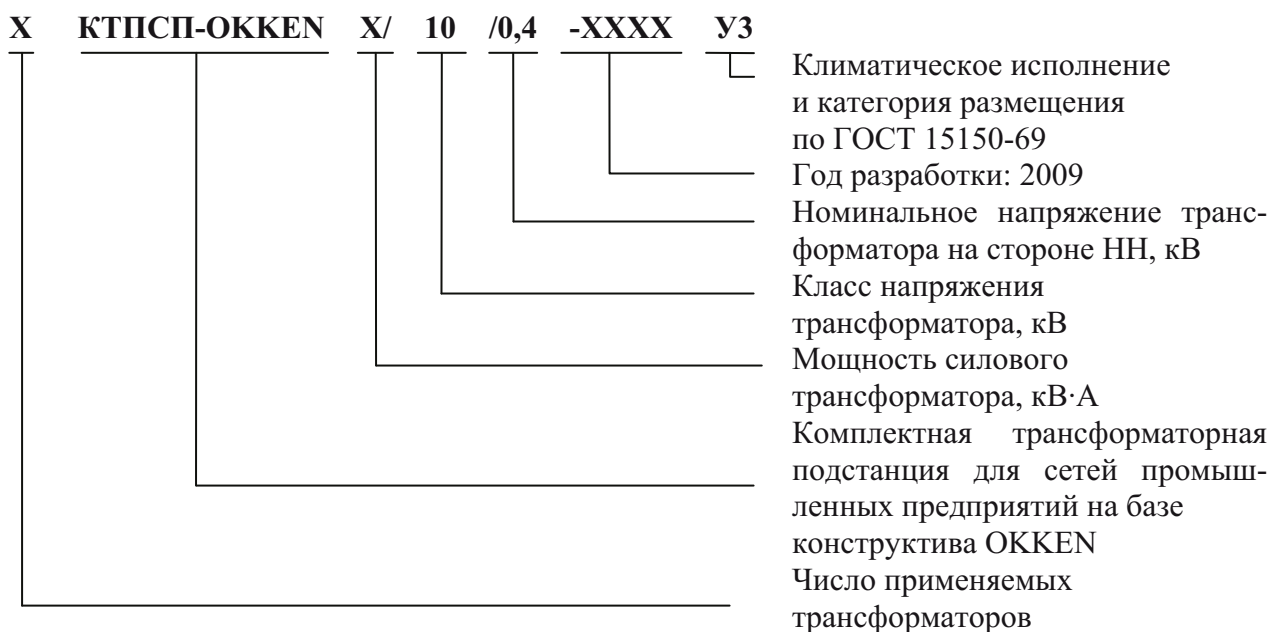 X КТПСП-OKKEN X/ 10 /0,4 -XXXX У3
Климатическое исполнение
и категория размещения
по ГОСТ 15150-69
Год разработки: 2009
Номинальное напряжение транс-
форматора на стороне НН, кВ
Класс напряжения
трансформатора, кВ
Мощность силового
трансформатора, кВ·А
Комплектная трансформаторная
подстанция для сетей промыш-
ленных предприятий на базе
конструктива OKKEN
Число применяемых
трансформаторов